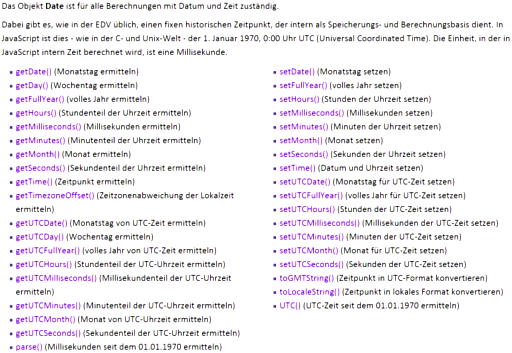 Das Objekt Date ist für alle Berechnungen mit Datum und Zeit zuständig.
Dabei gibt es, wie in der EDV üblich, einen fixen historischen Zeitpunkt, der intern als Speicherungs- und Berechnungsbasis dient. In
JavaScript ist dies - wie in der C- und Unix-Welt - der 1. Januar 1970, 0:00 Uhr UTC (Universal Coordinated Time). Die Einheit, in der in
JavaScript intern Zeit berechnet wird, ist eine Millisekunde.
getDate() (Monatstag ermitteln)
getDay() (Wochentag ermitteln)
getFullYear() (volles Jahr ermitteln)
getHours() (Stundenteil der Uhrzeit ermitteln)
getMilliseconds() (Millisekunden ermitteln)
getMinutes() (Minutenteil der Uhrzeit ermitteln)
getMonth() (Monat ermitteln)
getSeconds() (Sekundenteil der Uhrzeit ermitteln)
getTime() (Zeitpunkt ermitteln)
getTimezoneOffset() (Zeitzonenabweichung der Lokalzeit
ermitteln)
getUTCDate() (Monatstag von UTC-Zeit ermitteln)
getUTCDay() (Wochentag ermitteln)
getUTCFullYear() (volles Jahr von UTC-Zeit ermitteln)
getUTCHours() (Stundenteil der UTC-Uhrzeit ermitteln)
getUTCMilliseconds() (Millisekundenteil der UTC-Uhrzeit
ermitteln)
getUTCMinutes() (Minutenteil der UTC-Uhrzeit ermitteln)
getUTCMonth() (Monat von UTC-Uhrzeit ermitteln)
getUTCSeconds() (Sekundenteil der UTC-Uhrzeit ermitteln)
parse() (Millisekunden seit dem 01.01.1970 ermitteln)
setDate() (Monatstag setzen)
setFullYear() (volles Jahr setzen)
setHours() (Stunden der Uhrzeit setzen)
setMilliseconds() (Millisekunden setzen)
setMinutes() (Minuten der Uhrzeit setzen)
setMonth() (Monat setzen)
setSeconds() (Sekunden der Uhrzeit setzen)
setTime() (Datum und Uhrzeit setzen)
setUTCDate() (Monatstag für UTC-Zeit setzen)
setUTCFullYear() (volles Jahr für UTC-Zeit setzen)
setUTCHours() (Stunden der UTC-Zeit setzen)
setUTCMilliseconds() (Millisekunden der UTC-Zeit setzen)
setUTCMinutes() (Minuten der UTC-Zeit setzen)
setUTCMonth() (Monat für UTC-Zeit setzen)
setUTCSeconds() (Sekunden der UTC-Zeit setzen)
toGMTString() (Zeitpunkt in UTC-Format konvertieren)
toLocaleString() (Zeitpunkt in lokales Format konvertieren)
UTC() (UTC-Zeit seit dem 01.01.1970 ermitteln)